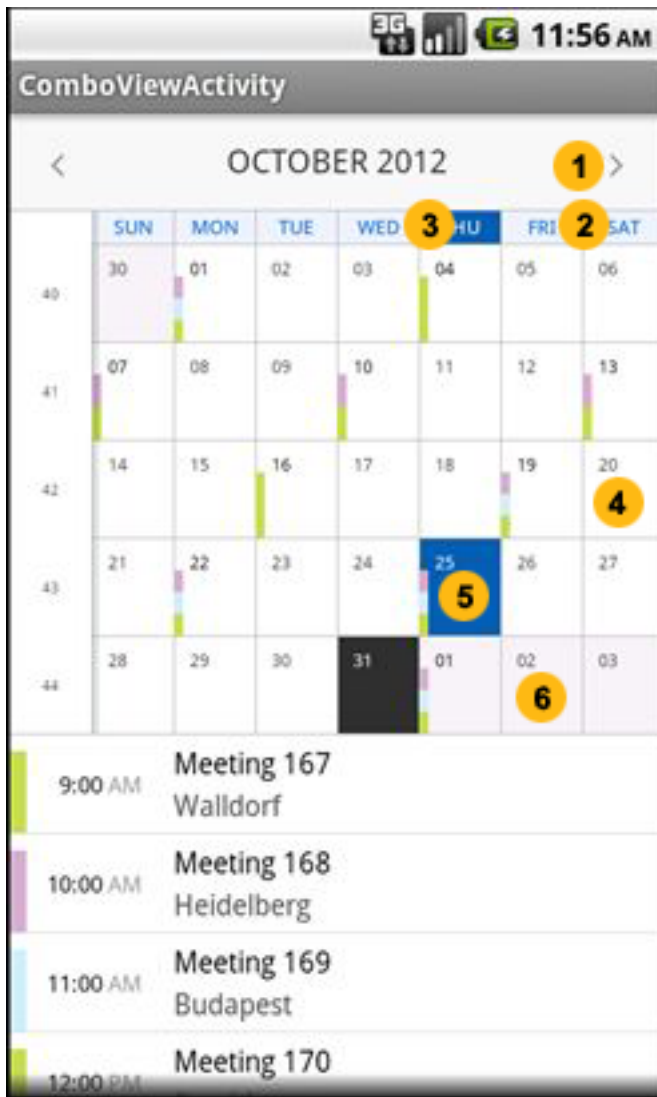 3G 11:56 AM
ComboViewActivity
< OCTOBER 2012 1 >
SUN MON TUE WED 3 HU FRI 2 SAT
40 30 01 02 03 04 05 06
41 07 08 09 10 11 12 13
42 14 15 16 17 18 19 20
4
43 21 22 23 24 25 26 27
5
44 28 29 30 31 01 02 03
6
9:00 AM Meeting 167
Walldorf
10:00 AM Meeting 168
Heidelberg
11:00 AM Meeting 169
Budapest
12:00 PM Meeting 170